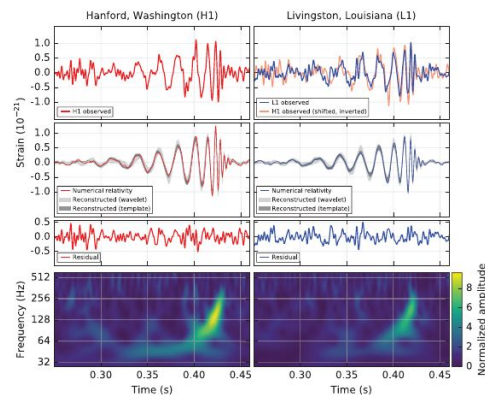 Hanford, Washington (H1)
Livingston, Louisiana (L1)
Strain (10⁻²¹)
1.0
0.5
0.0
-0.5
-1.0
H1 observed
L1 observed
H1 observed (shifted, inverted)
1.0
0.5
0.0
-0.5
-1.0
Numerical relativity
Reconstructed (wavelet)
Reconstructed (template)
Numerical relativity
Reconstructed (wavelet)
Reconstructed (template)
0.5
0.0
-0.5
Residual
Residual
Frequency (Hz)
512
256
128
64
32
0.30
0.35
0.40
0.45
Time (s)
0.30
0.35
0.40
0.45
Time (s)
8
6
4
2
0
Normalized amplitude